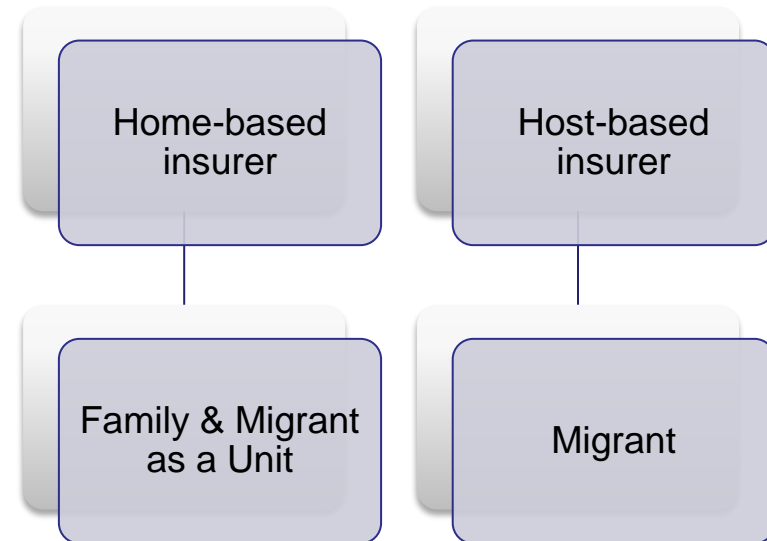 Home-based
insurer
Host-based
insurer
Family & Migrant
as a Unit
Migrant